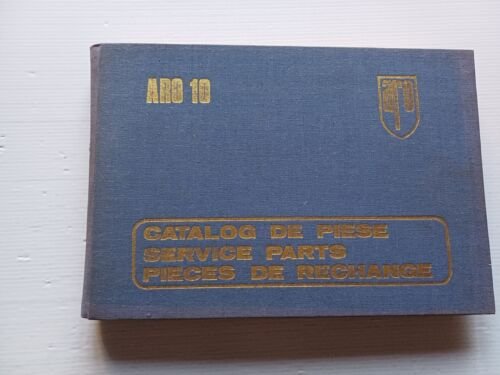 ARO 10
CATALOG DE PIESE
SERVICE PARTS
PIECES DE RECHANGE